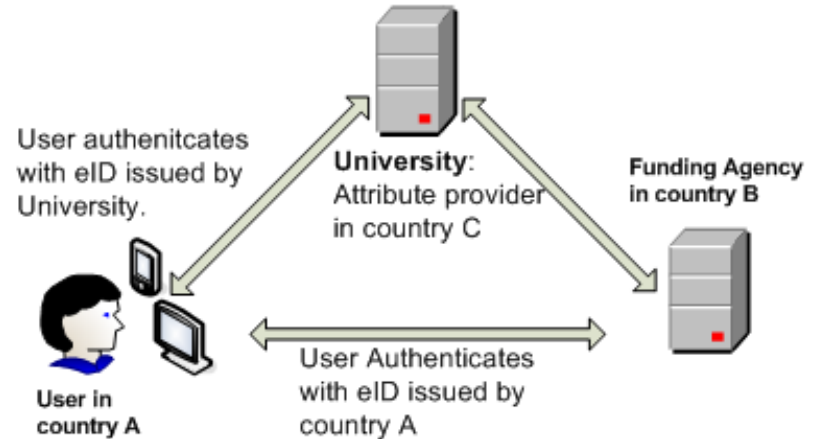 User authenitcates
with eID issued by
University.
University:
Attribute provider
in country C
Funding Agency
in country B
User Authenticates
with eID issued by
country A
User in
country A